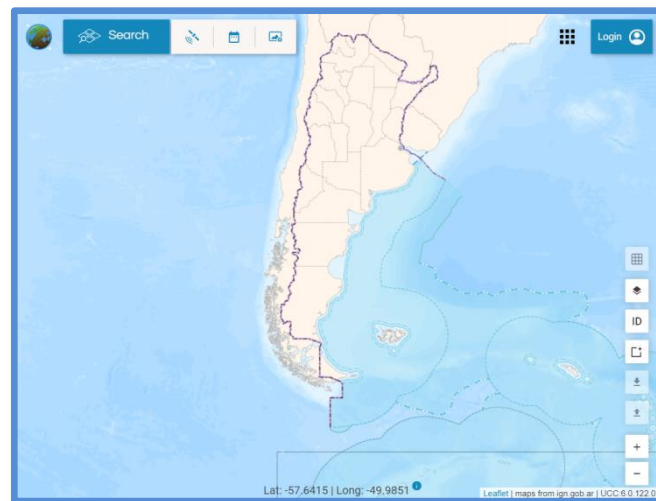 Search
Login
ID
+
−
Lat: -57.6415 | Long: -49.9851
Leaflet | maps from ign.gob.ar | UCC:6.0.122.0